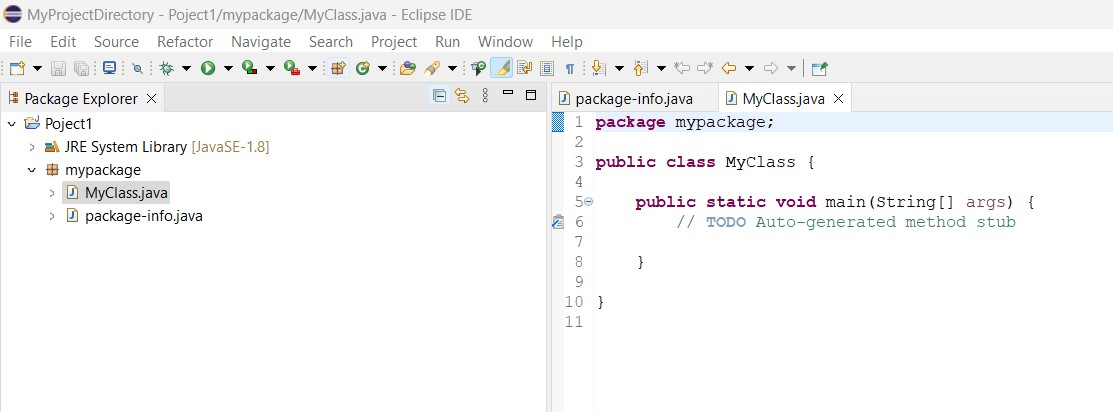 MyProjectDirectory - Poject1/mypackage/MyClass.java - Eclipse IDE
File Edit Source Refactor Navigate Search Project Run Window Help
Package Explorer
Poject1
JRE System Library [JavaSE-1.8]
mypackage
MyClass.java
package-info.java
package-info.java MyClass.java
1 package mypackage;
2
3 public class MyClass {
4
5 public static void main(String[] args) {
6 // TODO Auto-generated method stub
7
8 }
9
10 }
11